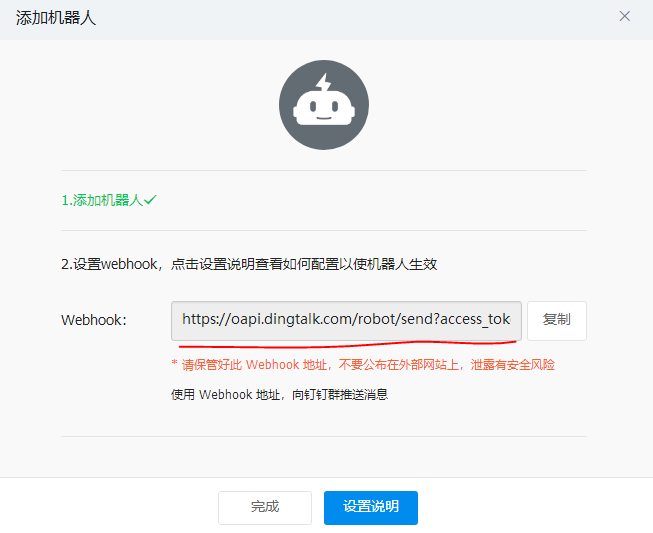 添加机器人
1.添加机器人
2.设置webhook，点击设置说明查看如何配置以使机器人生效
Webhook：
https://oapi.dingtalk.com/robot/send?access_tok
复制
* 请保管好此 Webhook 地址，不要公布在外部网站上，泄露有安全风险
使用 Webhook 地址，向钉钉群推送消息
完成
设置说明